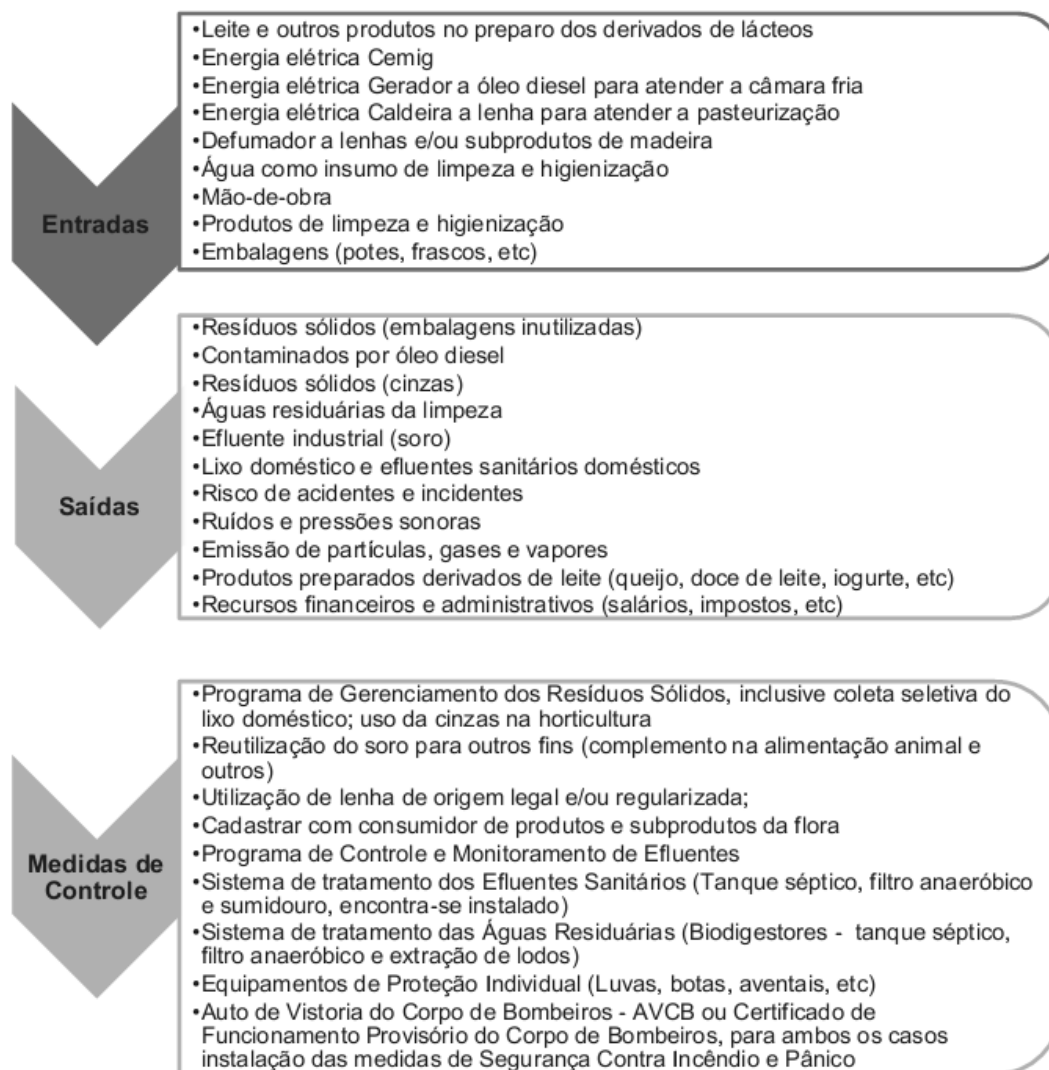 Entradas
•Leite e outros produtos no preparo dos derivados de lácteos
•Energia elétrica Cemig
•Energia elétrica Gerador a óleo diesel para atender a câmara fria
•Energia elétrica Caldeira a lenha para atender a pasteurização
•Defumador a lenhas e/ou subprodutos de madeira
•Água como insumo de limpeza e higienização
•Mão-de-obra
•Produtos de limpeza e higienização
•Embalagens (potes, frascos, etc)
Saídas
•Resíduos sólidos (embalagens inutilizadas)
•Contaminados por óleo diesel
•Resíduos sólidos (cinzas)
•Águas residuárias da limpeza
•Efluente industrial (soro)
•Lixo doméstico e efluentes sanitários domésticos
•Risco de acidentes e incidentes
•Ruídos e pressões sonoras
•Emissão de partículas, gases e vapores
•Produtos preparados derivados de leite (queijo, doce de leite, iogurte, etc)
•Recursos financeiros e administrativos (salários, impostos, etc)
Medidas de
Controle
•Programa de Gerenciamento dos Resíduos Sólidos, inclusive coleta seletiva do
lixo doméstico; uso da cinzas na horticultura
•Reutilização do soro para outros fins (complemento na alimentação animal e
outros)
•Utilização de lenha de origem legal e/ou regularizada;
•Cadastrar com consumidor de produtos e subprodutos da flora
•Programa de Controle e Monitoramento de Efluentes
•Sistema de tratamento dos Efluentes Sanitários (Tanque séptico, filtro anaeróbico
e sumidouro, encontra-se instalado)
•Sistema de tratamento das Águas Residuárias (Biodigestores - tanque séptico,
filtro anaeróbico e extração de lodos)
•Equipamentos de Proteção Individual (Luvas, botas, aventais, etc)
•Auto de Vistoria do Corpo de Bombeiros - AVCB ou Certificado de
Funcionamento Provisório do Corpo de Bombeiros, para ambos os casos
instalação das medidas de Segurança Contra Incêndio e Pânico